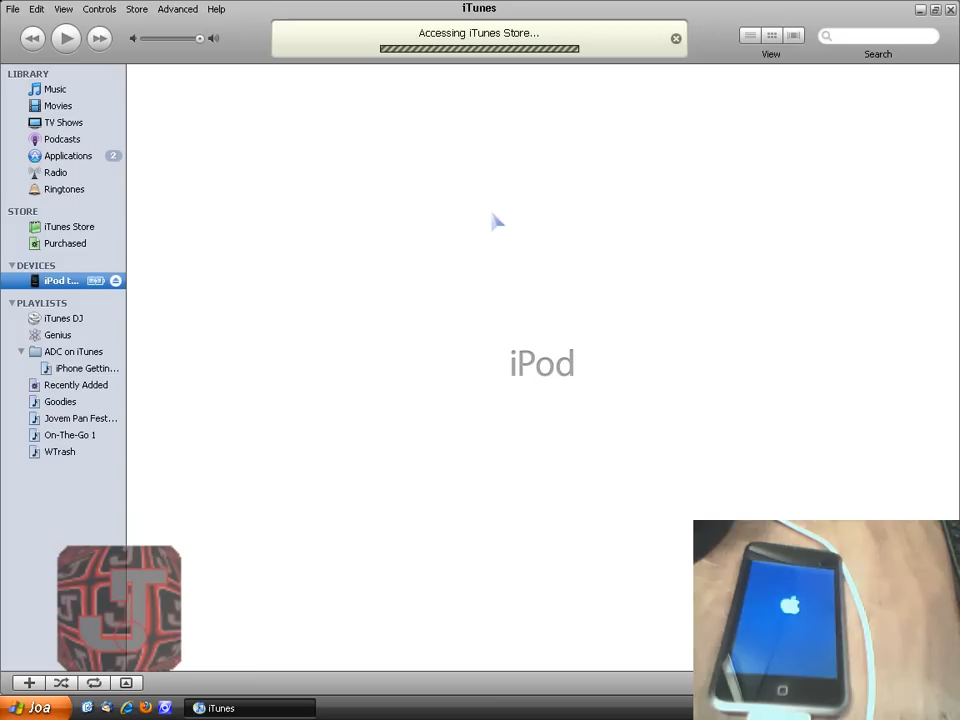 File Edit View Controls Store Advanced Help
iTunes
Accessing iTunes Store...
View
Search
LIBRARY
Music
Movies
TV Shows
Podcasts
Applications 2
Radio
Ringtones
STORE
iTunes Store
Purchased
DEVICES
iPod t...
PLAYLISTS
iTunes DJ
Genius
ADC on iTunes
iPhone Gettin...
Recently Added
Goodies
Jovem Pan Fest...
On-The-Go 1
WTrash
iPod
Joa
iTunes